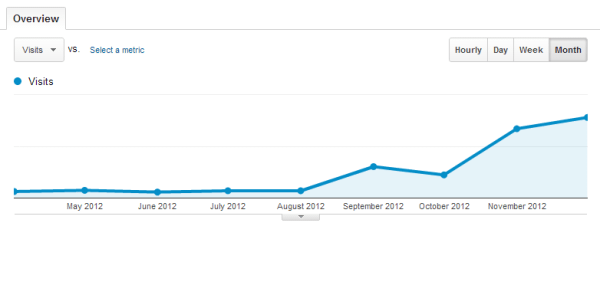 Overview
Visits vs. Select a metric Hourly Day Week Month
Visits
May 2012 June 2012 July 2012 August 2012 September 2012 October 2012 November 2012